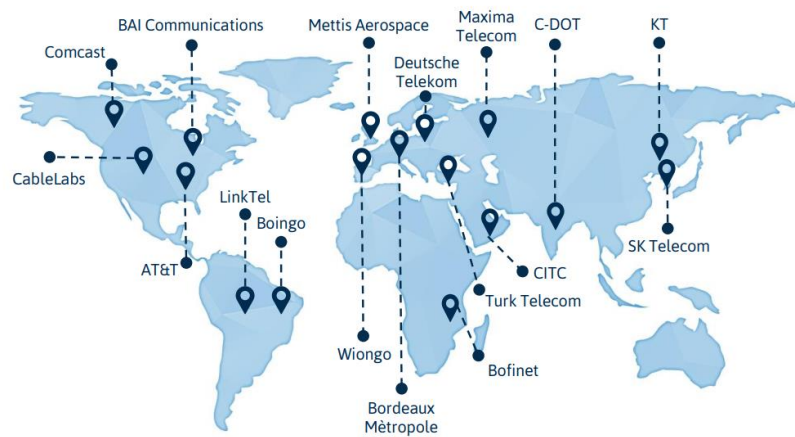 BAI Communications
Mettis Aerospace
Maxima
Telecom
C-DOT
KT
Comcast
Deutsche
Telekom
CableLabs
LinkTel
Boingo
AT&T
SK Telecom
CITC
Turk Telecom
Wiongo
Bofinet
Bordeaux
Mètropole